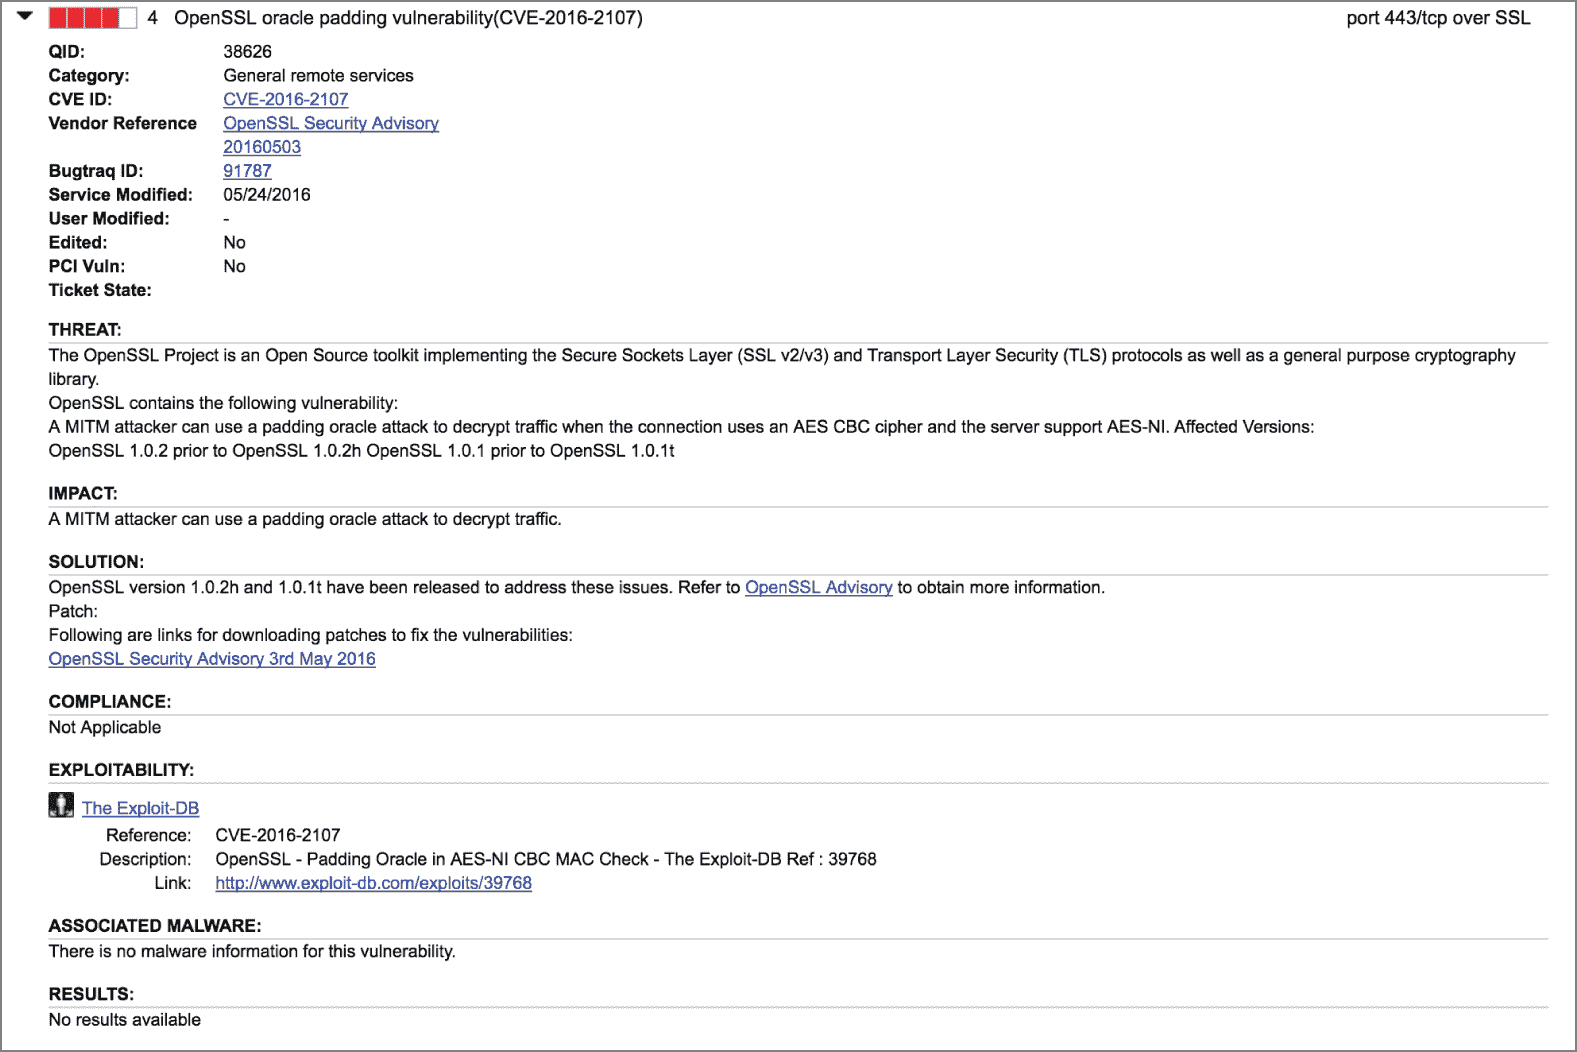 4 OpenSSL oracle padding vulnerability(CVE-2016-2107) port 443/tcp over SSL
QID: 38626
Category: General remote services
CVE ID: CVE-2016-2107
Vendor Reference OpenSSL Security Advisory
20160503
Bugtraq ID: 91787
Service Modified: 05/24/2016
User Modified: -
Edited: No
PCI Vuln: No
Ticket State:
THREAT:
The OpenSSL Project is an Open Source toolkit implementing the Secure Sockets Layer (SSL v2/v3) and Transport Layer Security (TLS) protocols as well as a general purpose cryptography
library.
OpenSSL contains the following vulnerability:
A MITM attacker can use a padding oracle attack to decrypt traffic when the connection uses an AES CBC cipher and the server support AES-NI. Affected Versions:
OpenSSL 1.0.2 prior to OpenSSL 1.0.2h OpenSSL 1.0.1 prior to OpenSSL 1.0.1t
IMPACT:
A MITM attacker can use a padding oracle attack to decrypt traffic.
SOLUTION:
OpenSSL version 1.0.2h and 1.0.1t have been released to address these issues. Refer to OpenSSL Advisory to obtain more information.
Patch:
Following are links for downloading patches to fix the vulnerabilities:
OpenSSL Security Advisory 3rd May 2016
COMPLIANCE:
Not Applicable
EXPLOITABILITY:
The Exploit-DB
Reference: CVE-2016-2107
Description: OpenSSL - Padding Oracle in AES-NI CBC MAC Check - The Exploit-DB Ref : 39768
Link: http://www.exploit-db.com/exploits/39768
ASSOCIATED MALWARE:
There is no malware information for this vulnerability.
RESULTS:
No results available